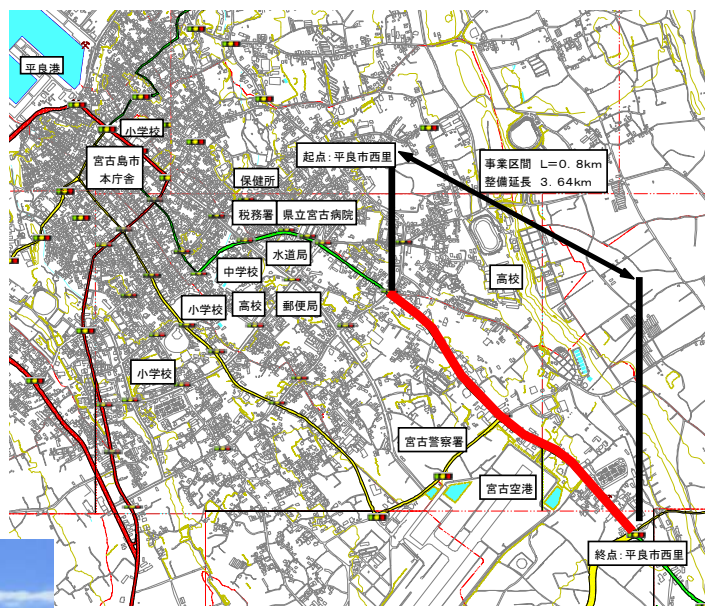 平良港
小学校
宮古島市
本庁舎
起点：平良市西里
事業区間 L=0．8km
整備延長 3．64km
保健所
税務署
県立宮古病院
水道局
中学校
高校
小学校
高校
郵便局
小学校
宮古警察署
宮古空港
終点：平良市西里